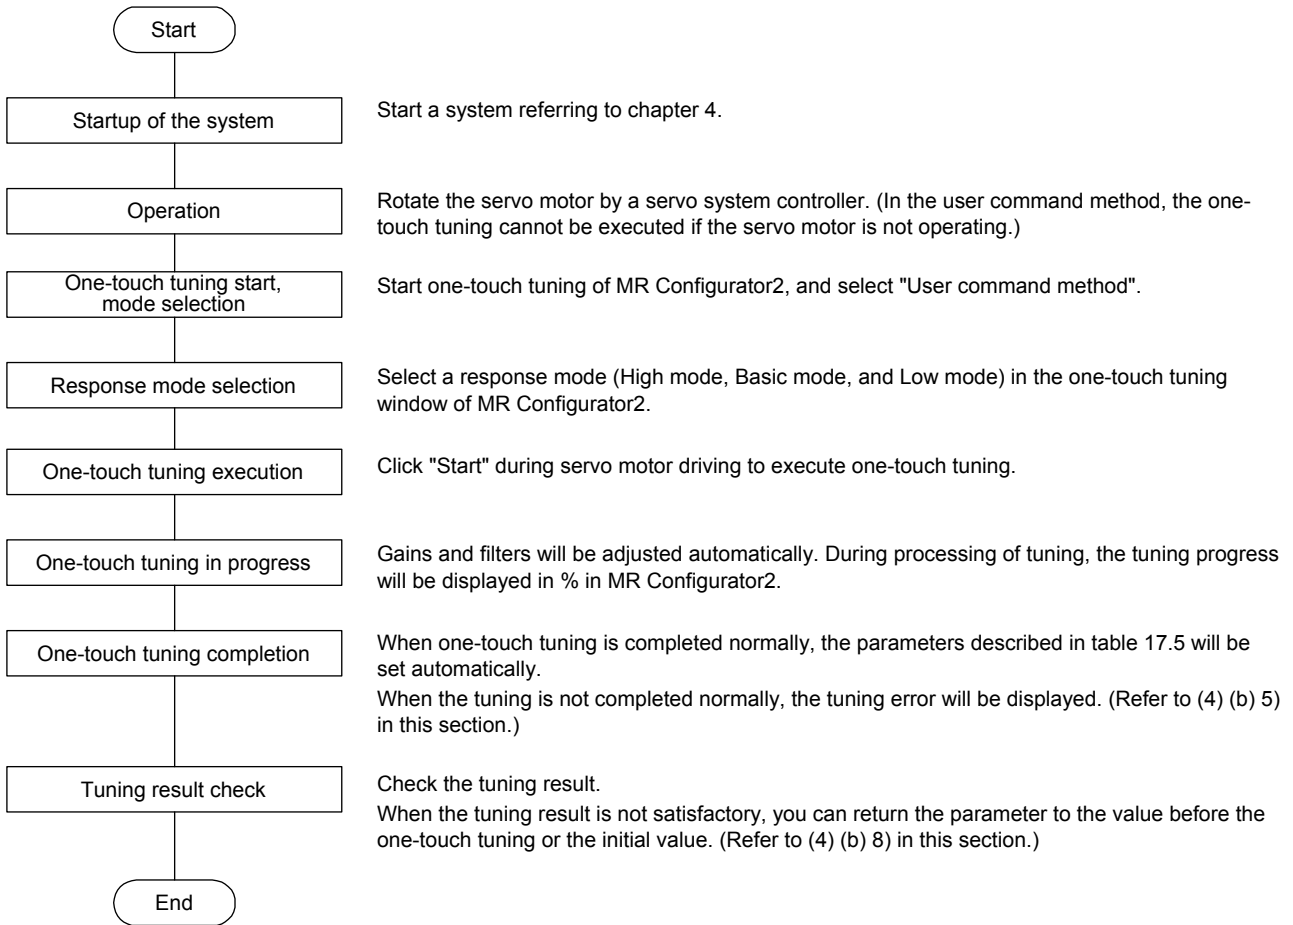 Start
Startup of the system
Start a system referring to chapter 4.
Operation
Rotate the servo motor by a servo system controller. (In the user command method, the one-
touch tuning cannot be executed if the servo motor is not operating.)
One-touch tuning start,
mode selection
Start one-touch tuning of MR Configurator2, and select "User command method".
Response mode selection
Select a response mode (High mode, Basic mode, and Low mode) in the one-touch tuning
window of MR Configurator2.
One-touch tuning execution
Click "Start" during servo motor driving to execute one-touch tuning.
One-touch tuning in progress
Gains and filters will be adjusted automatically. During processing of tuning, the tuning progress
will be displayed in % in MR Configurator2.
One-touch tuning completion
When one-touch tuning is completed normally, the parameters described in table 17.5 will be
set automatically.
When the tuning is not completed normally, the tuning error will be displayed. (Refer to (4) (b) 5)
in this section.)
Tuning result check
Check the tuning result.
When the tuning result is not satisfactory, you can return the parameter to the value before the
one-touch tuning or the initial value. (Refer to (4) (b) 8) in this section.)
End